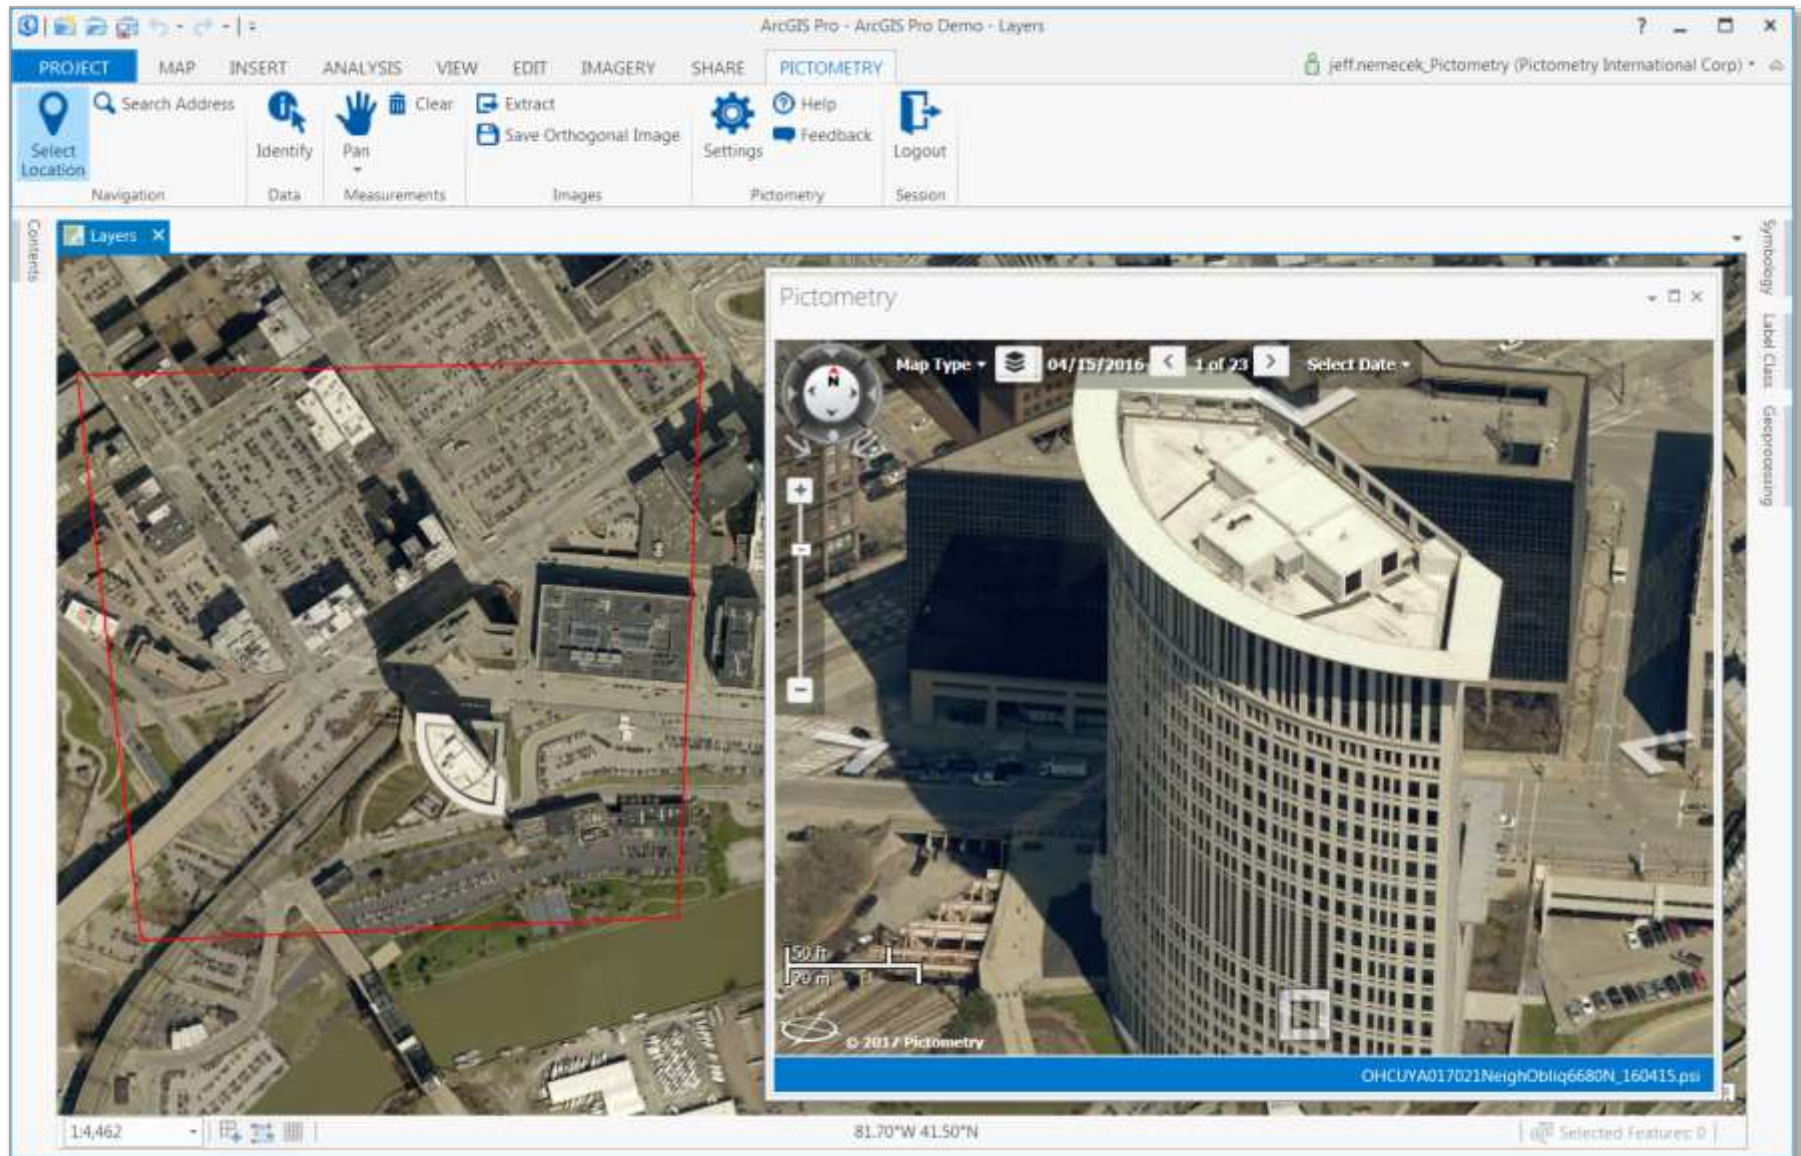 ArcGIS Pro - ArcGIS Pro Demo - Layers
?
PROJECT MAP INSERT ANALYSIS VIEW EDIT IMAGERY SHARE PICTOMETRY
jeff.nemecek_Pictometry (Pictometry International Corp)
Select
Location
Search Address
Navigation
Identify
Data
Pan
Clear
Measurements
Extract
Save Orthogonal Image
Images
Settings
Help
Feedback
Pictometry
Logout
Session
Contents
Layers
Symbology
Label Class
Geoprocessing
Pictometry
N
Map Type
04/15/2016
1 of 23
Select Date
50 ft
20 m
© 2017 Pictometry
OHCUYA017021NeighObliq6680N_160415.psi
1:4,462
81.70°W 41.50°N
Selected Features: 0